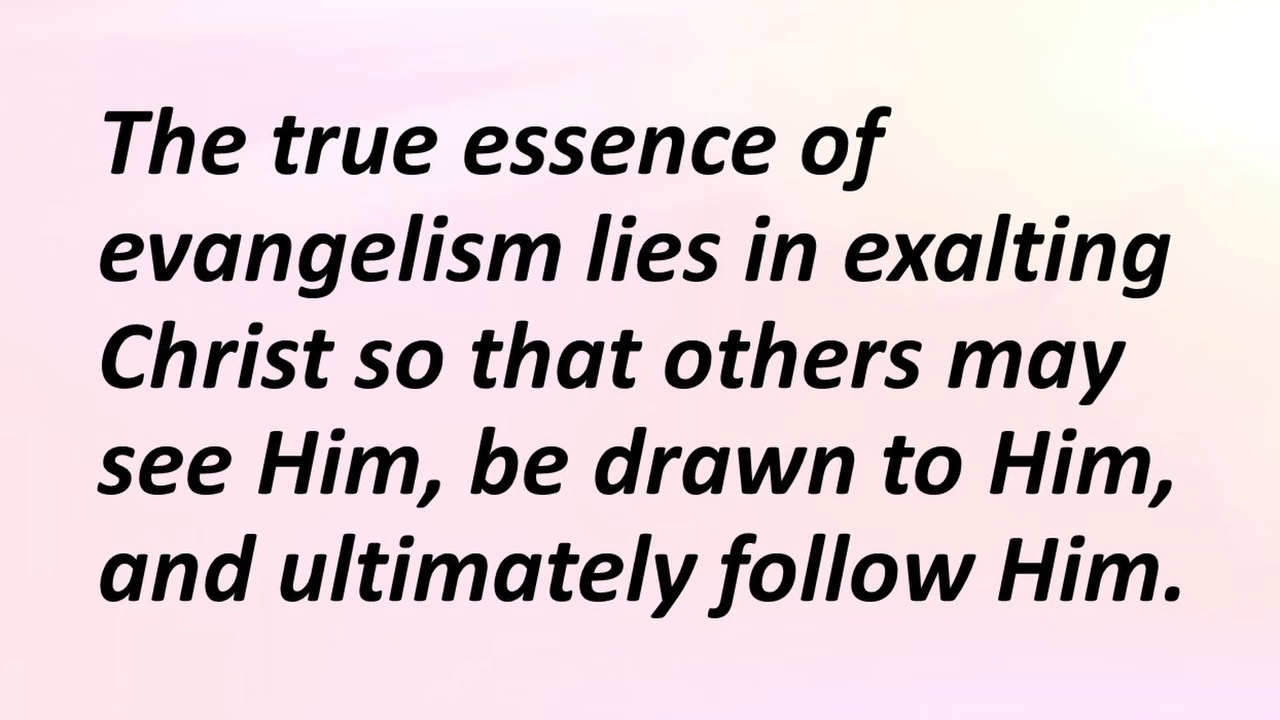 The true essence of
evangelism lies in exalting
Christ so that others may
see Him, be drawn to Him,
and ultimately follow Him.